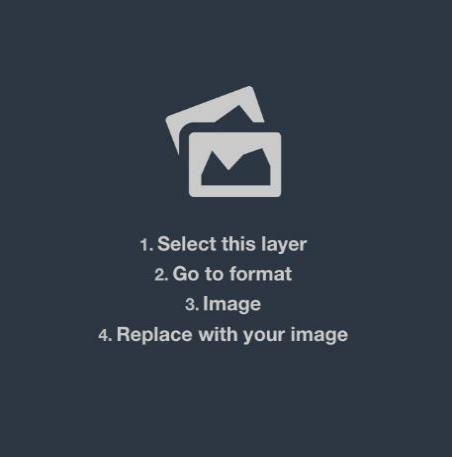 1. Select this layer
2. Go to format
3. Image
4. Replace with your image